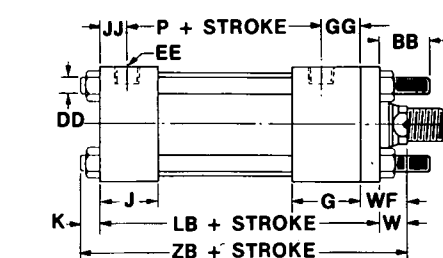 JJ P + STROKE GG
BB
EE
DD
J G WF
K LB + STROKE W
ZB + STROKE